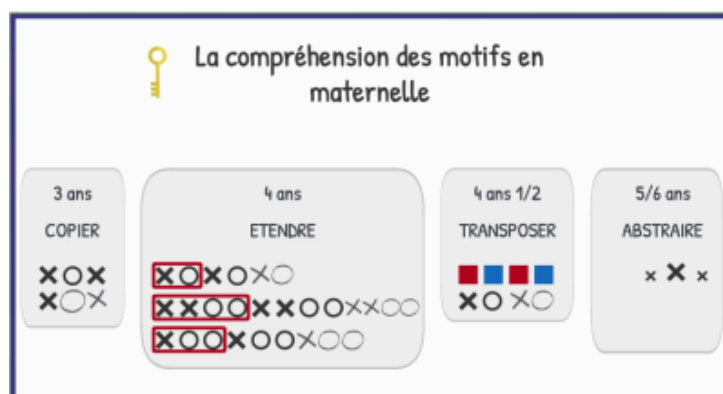 La compréhension des motifs en
maternelle
3 ans
COPIER
4 ans
ETENDRE
4 ans 1/2
TRANSPOSER
5/6 ans
ABSTRAIRE